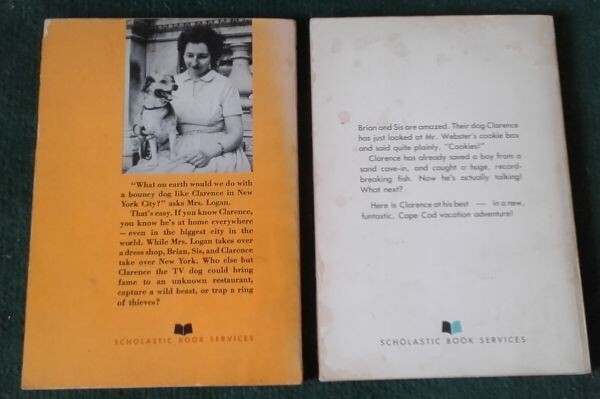 "What on earth would we do with
a bouncy dog like Clarence in New
York City?" asks Mrs. Logan.
That's easy. If you know Clarence,
you know he's at home everywhere
— even in the biggest city in the
world. While Mrs. Logan takes over
a dress shop, Brian, Sis, and Clarence
take over New York. Who else but
Clarence the TV dog could bring
fame to an unknown restaurant,
capture a wild beast, or trap a ring
of thieves?
SCHOLASTIC BOOK SERVICES
Brian and Sis are amazed. Their dog Clarence
has just looked at Mr. Webster's cookie box
and said quite plainly, "Cookies!"
Clarence has already saved a boy from a
sand cave-in, and caught a huge, record-
breaking fish. Now he's actually talking!
What next?
Here is Clarence at his best — in a new,
funtastic, Cape Cod vacation adventure!
SCHOLASTIC BOOK SERVICES